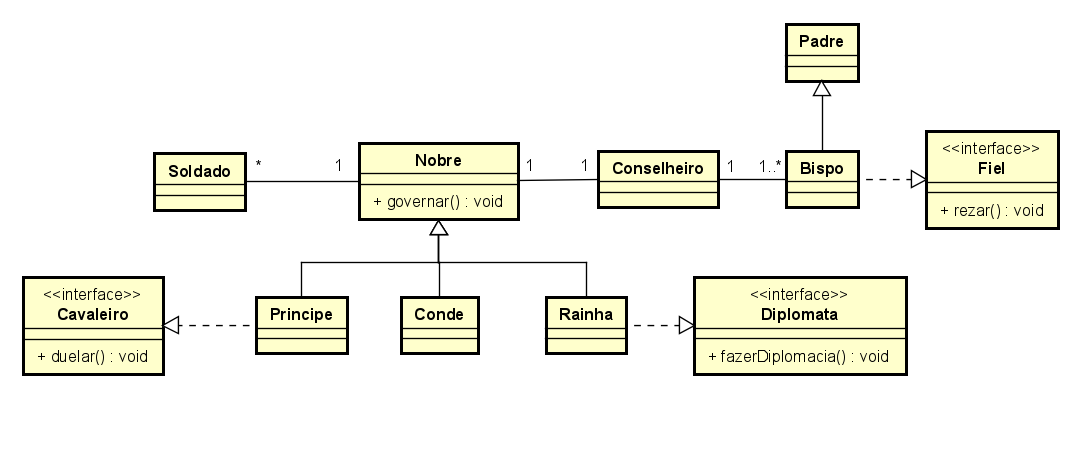 Padre
Soldado
*
1
Nobre
+ governar() : void
1
1
Conselheiro
1
1..*
Bispo
<<interface>>
Fiel
+ rezar() : void
<<interface>>
Cavaleiro
+ duelar() : void
Principe
Conde
Rainha
<<interface>>
Diplomata
+ fazerDiplomacia() : void